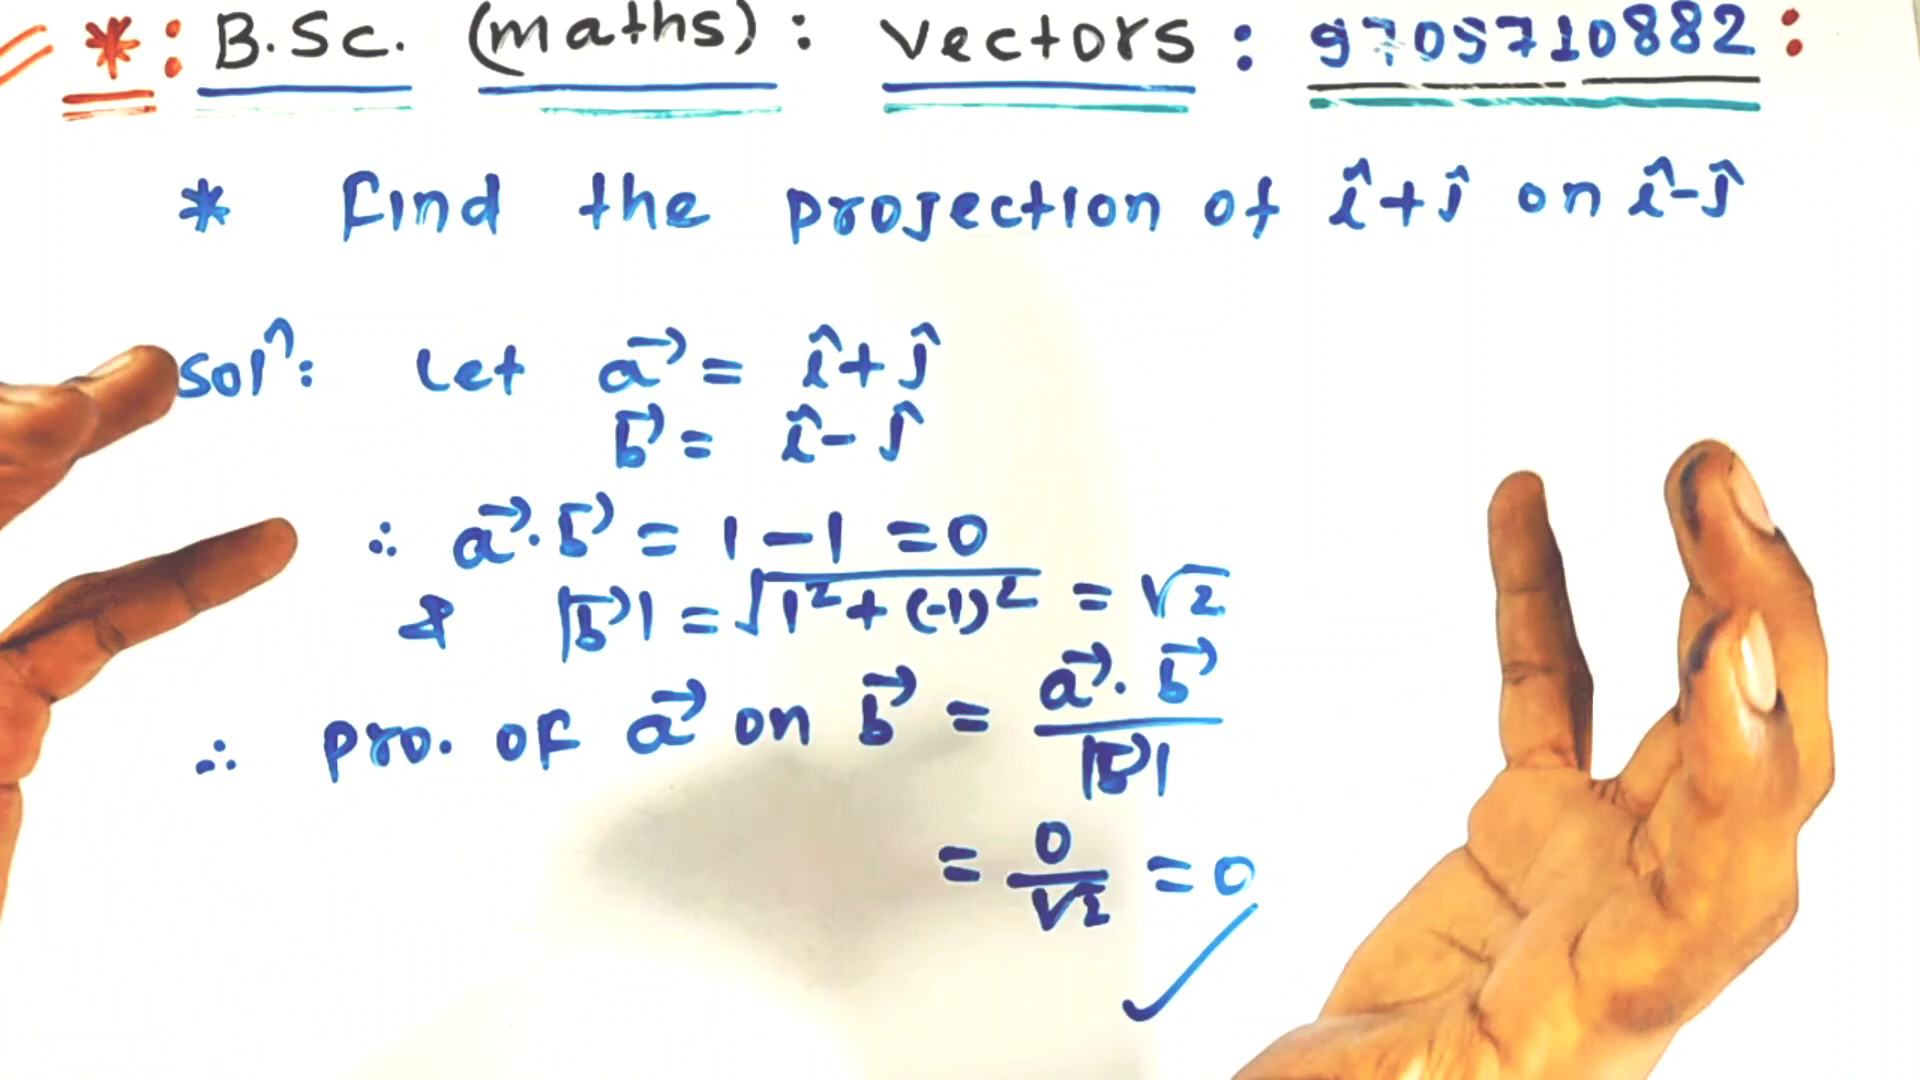 *: B.Sc. (maths): Vectors: 9705710882:
* Find the projection of î+ĵ on î-ĵ
Solⁿ: Let a⃗ = î+ĵ
b⃗ = î-ĵ
∴ a⃗.b⃗ = 1-1 =0
& |b⃗| = √(1²+(-1)²) = √2
∴ pro. of a⃗ on b⃗ = a⃗.b⃗ / |b⃗|
= 0/√2 =0